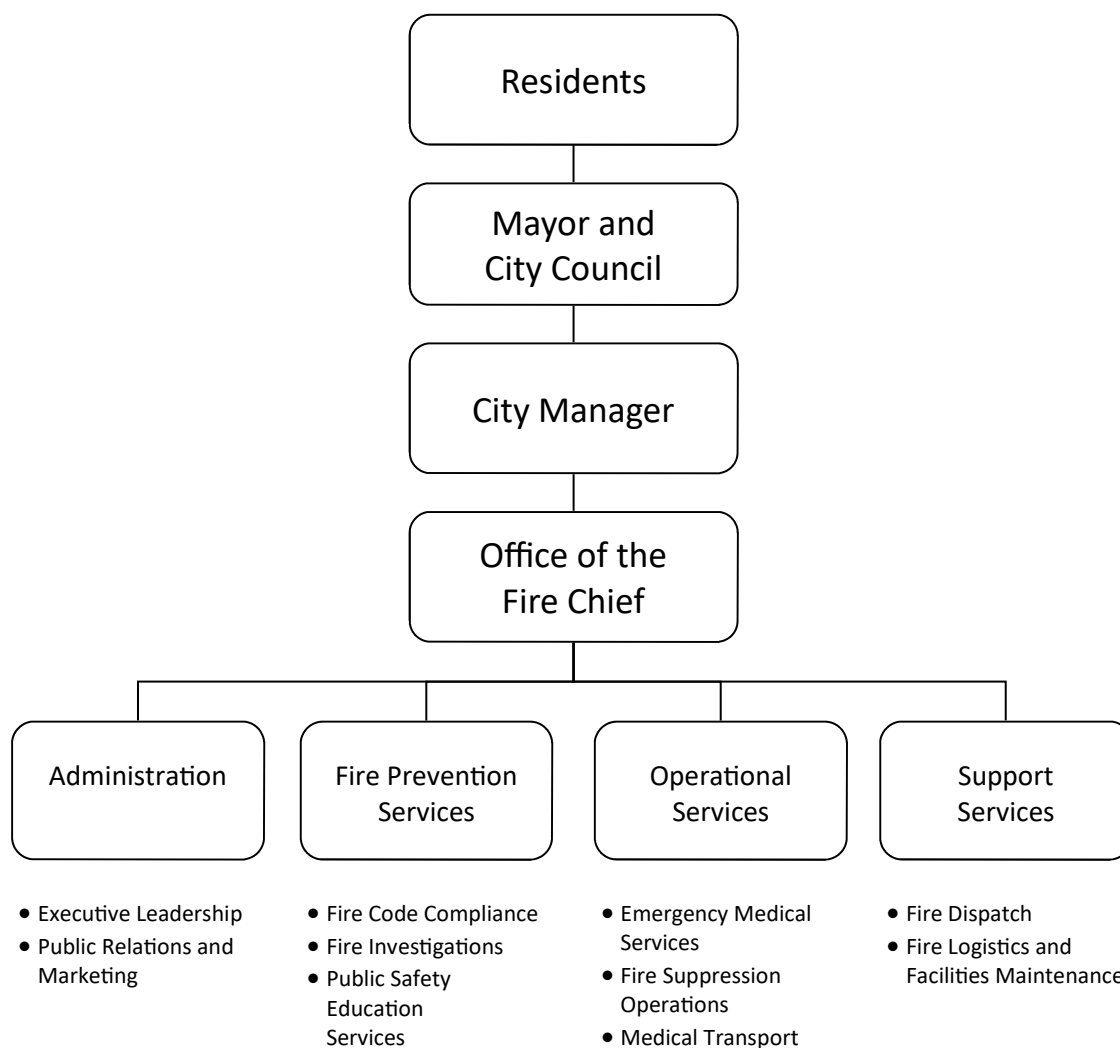 Residents
Mayor and
City Council
City Manager
Office of the
Fire Chief
Administration
Fire Prevention
Services
Operational
Services
Support
Services
• Executive Leadership
• Public Relations and
Marketing
• Fire Code Compliance
• Fire Investigations
• Public Safety
Education
Services
• Emergency Medical
Services
• Fire Suppression
Operations
• Medical Transport
• Fire Dispatch
• Fire Logistics and
Facilities Maintenance